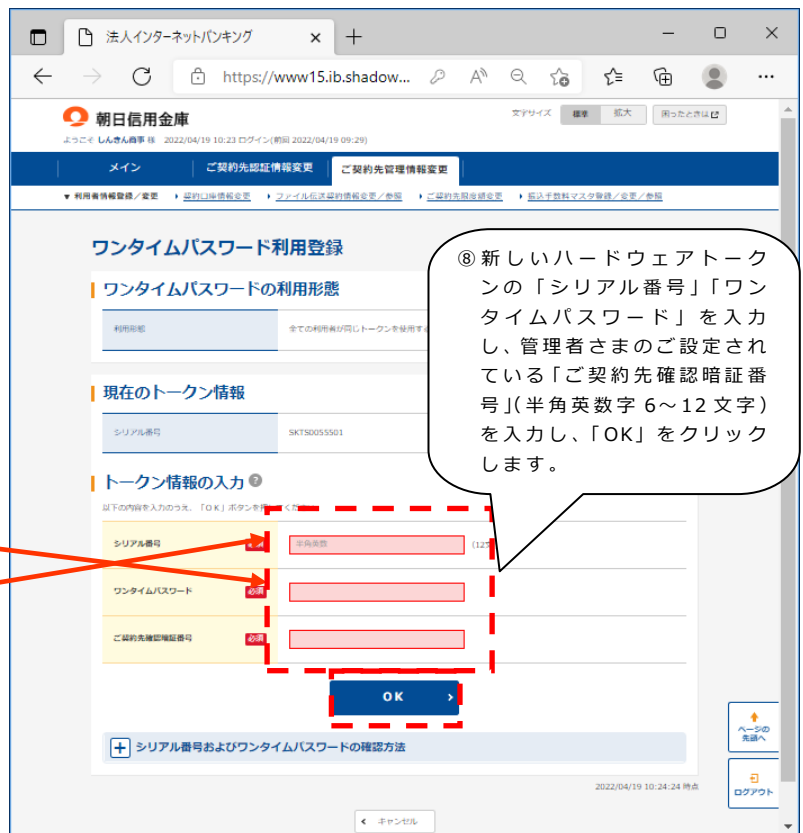 法人インターネットバンキング
https://www15.ib.shadow...
朝日信用金庫
文字サイズ 標準 拡大 困ったときは
ようこそ しんきん商事 様 2022/04/19 10:23 ログイン(前回 2022/04/19 09:29)
メイン ご契約先認証情報変更 ご契約先管理情報変更
▼ 利用者情報登録／変更 契約口座情報変更 ファイル伝送契約情報変更／参照 ご契約先限度額変更 振込手数料マスタ登録／変更／参照
ワンタイムパスワード利用登録
ワンタイムパスワードの利用形態
利用形態 全ての利用者が同じトークンを使用する
現在のトークン情報
シリアル番号 SKTS0055501
トークン情報の入力
以下の内容を入力のうえ、「OK」ボタンを押してくだ
シリアル番号 必須 半角英数 (12文
ワンタイムパスワード 必須
ご契約先確認暗証番号 必須
OK
シリアル番号およびワンタイムパスワードの確認方法
2022/04/19 10:24:24 時点
キャンセル
ページの
先頭へ
ログアウト
⑧新しいハードウェアトーク
ンの「シリアル番号」「ワン
タイムパスワード」を入力
し、管理者さまのご設定され
ている「ご契約先確認暗証番
号」(半角英数字 6～12 文字)
を入力し、「OK」をクリック
します。